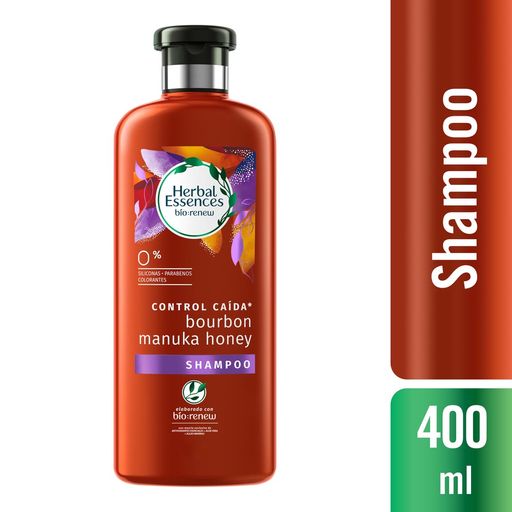 Herbal
Essences
bio:renew
0%
SILICONAS • PARABENOS
COLORANTES
CONTROL CAÍDA*
bourbon
manuka honey
SHAMPOO
elaborado con
bio:renew
Shampoo
400
ml